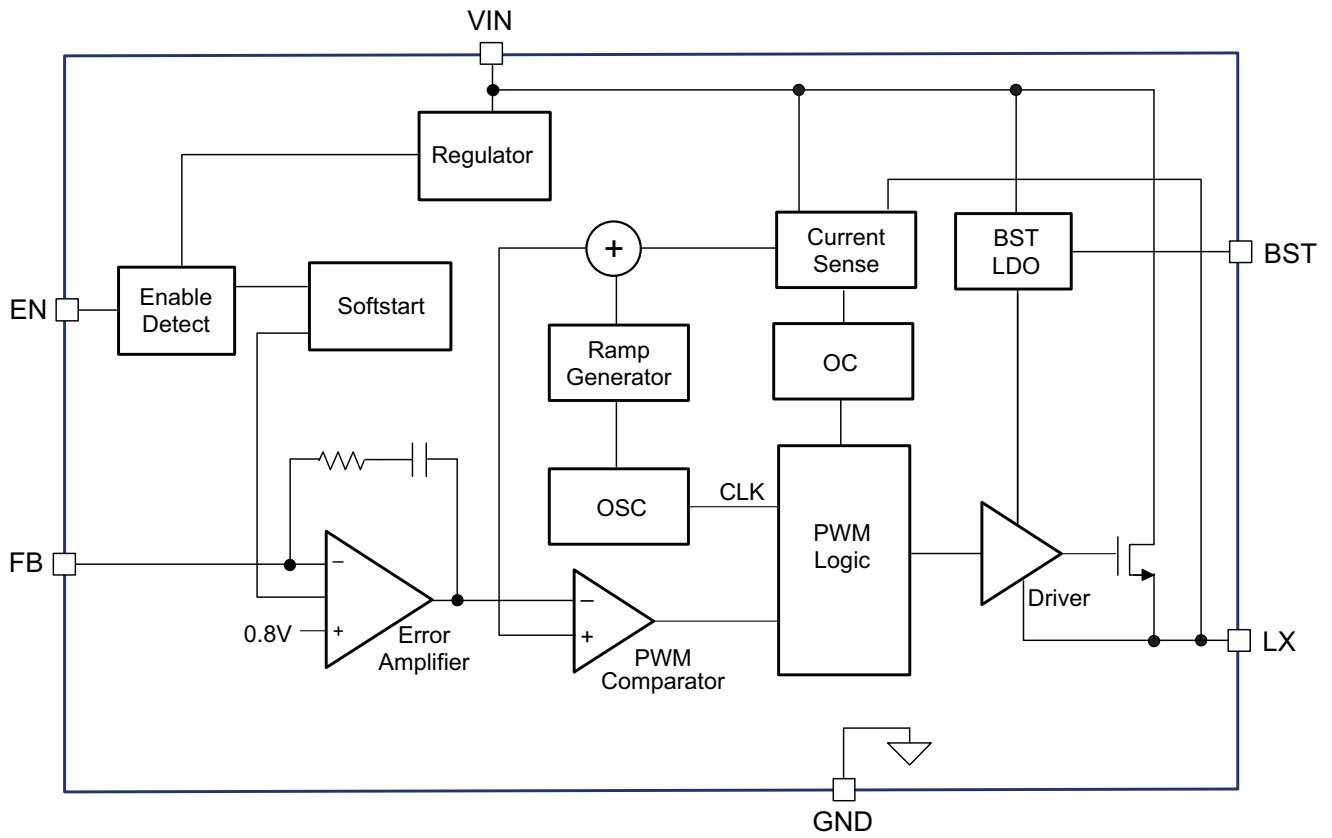 VIN
Regulator
Current
Sense
BST
LDO
BST
+
EN
Enable
Detect
Softstart
Ramp
Generator
OC
OSC
CLK
PWM
Logic
FB
−
+
0.8V
Error
Amplifier
−
+
PWM
Comparator
Driver
LX
GND